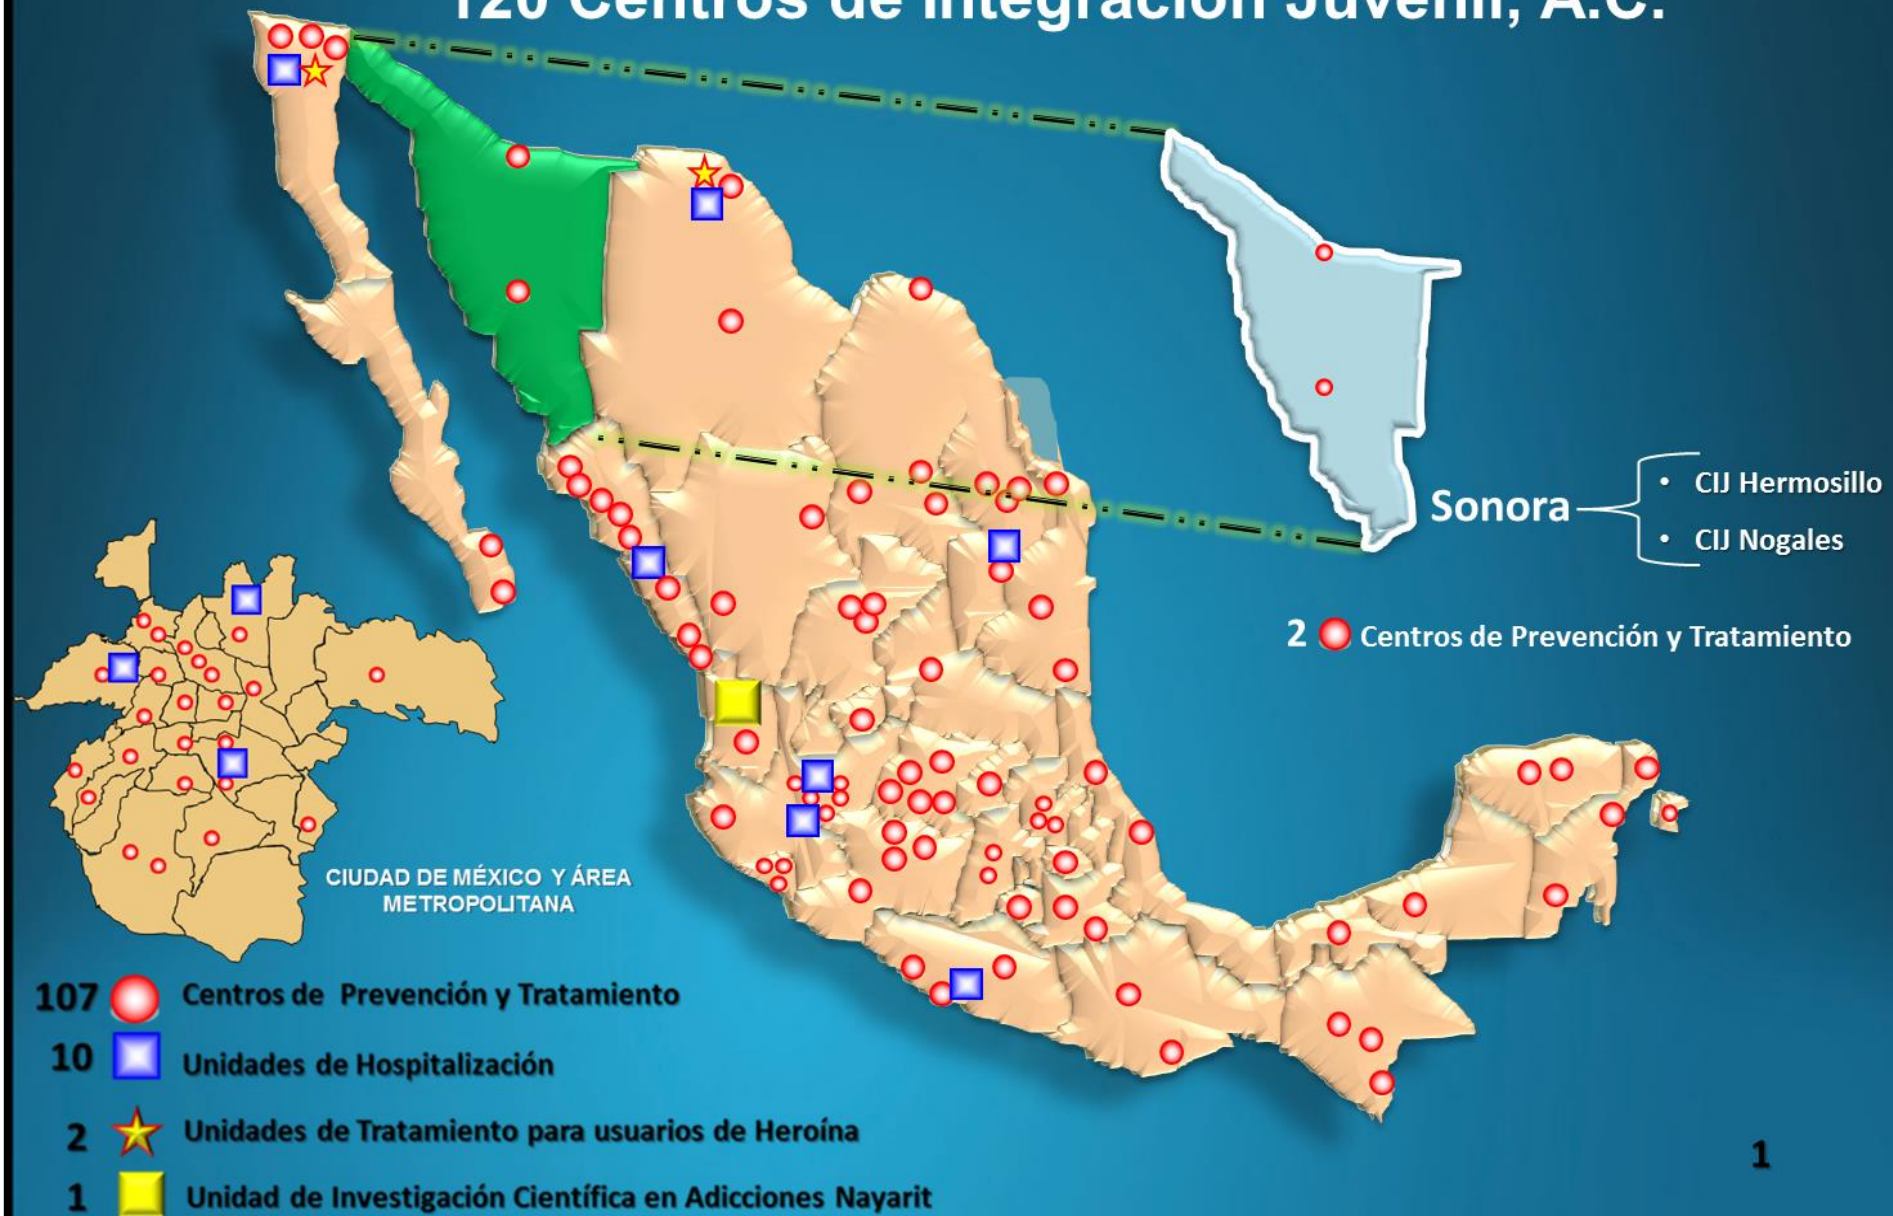 120 Centros de Integración Juvenil, A.C.
Sonora
• CIJ Hermosillo
• CIJ Nogales
2 Centros de Prevención y Tratamiento
CIUDAD DE MÉXICO Y ÁREA
METROPOLITANA
107 Centros de Prevención y Tratamiento
10 Unidades de Hospitalización
2 Unidades de Tratamiento para usuarios de Heroína
1 Unidad de Investigación Científica en Adicciones Nayarit
1